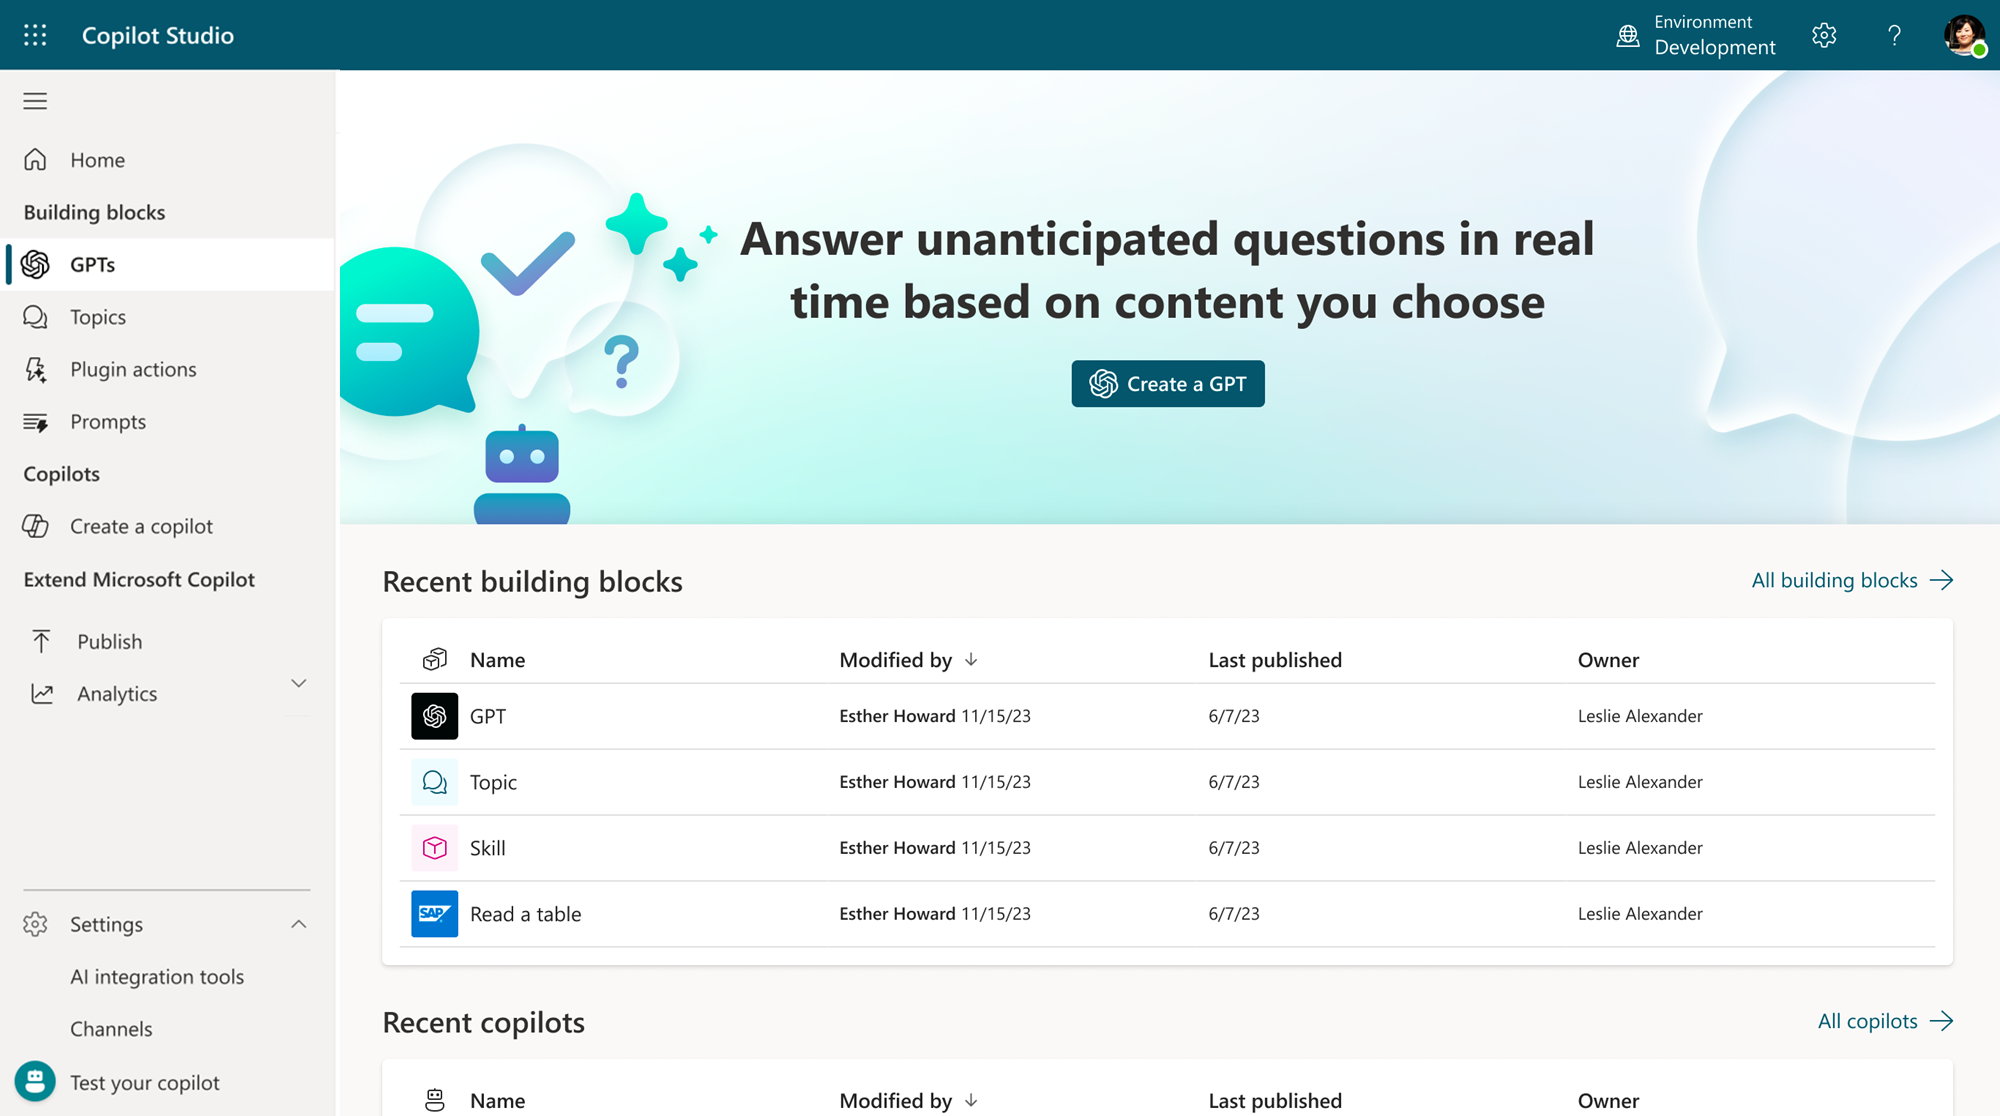 Copilot Studio
Environment
Development
Home
Building blocks
GPTs
Topics
Plugin actions
Prompts
Copilots
Create a copilot
Extend Microsoft Copilot
Publish
Analytics
Settings
AI integration tools
Channels
Test your copilot
?
Answer unanticipated questions in real
time based on content you choose
Create a GPT
Recent building blocks
All building blocks
Name Modified by Last published Owner
GPT Esther Howard 11/15/23 6/7/23 Leslie Alexander
Topic Esther Howard 11/15/23 6/7/23 Leslie Alexander
Skill Esther Howard 11/15/23 6/7/23 Leslie Alexander
SAP Read a table Esther Howard 11/15/23 6/7/23 Leslie Alexander
Recent copilots
All copilots
Name Modified by Last published Owner